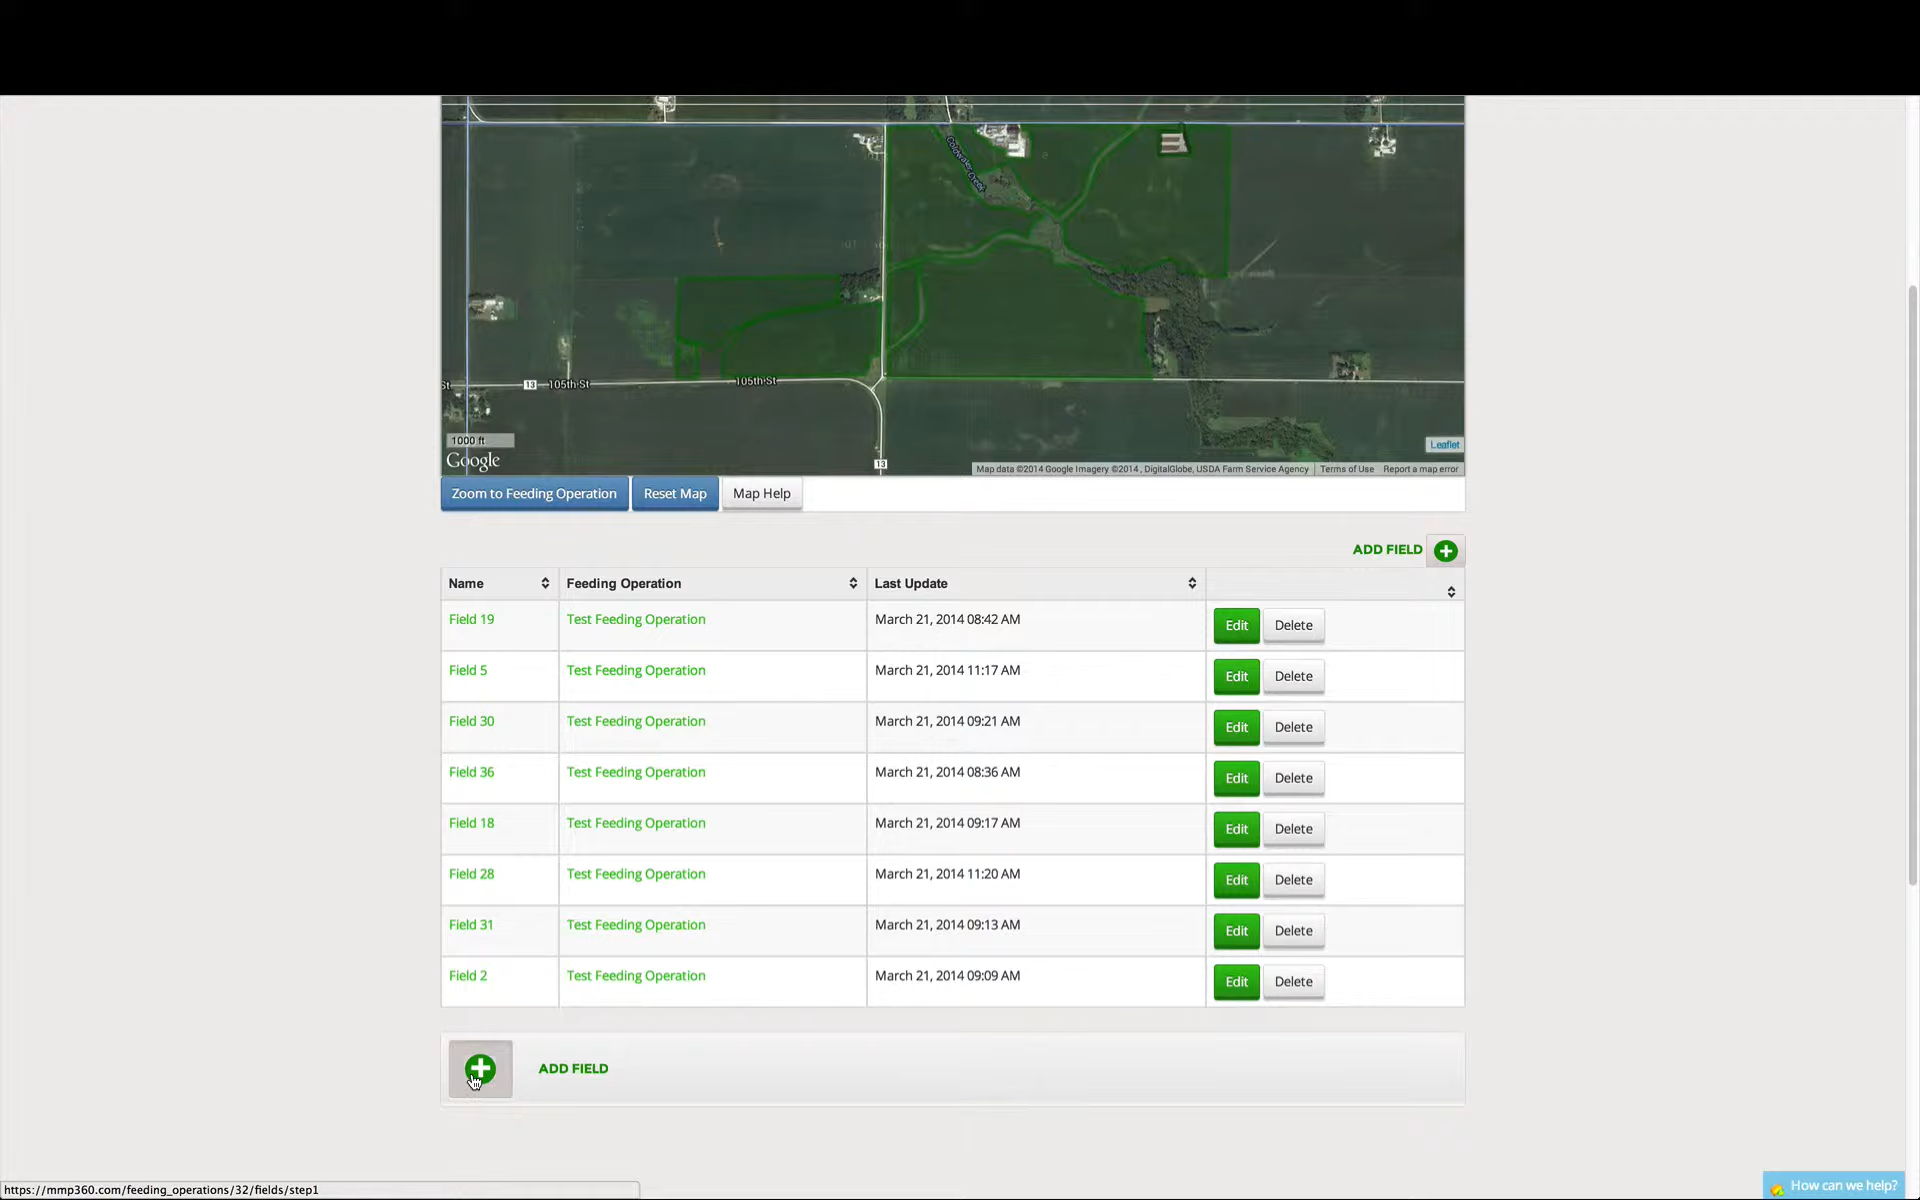 Coldwater Creek
105th St
St
13
105th St
1000 ft
Google
13
Leaflet
Map data ©2014 Google Imagery ©2014 , DigitalGlobe, USDA Farm Service Agency Terms of Use Report a map error
Zoom to Feeding Operation Reset Map Map Help
ADD FIELD
Name Feeding Operation Last Update
Field 19 Test Feeding Operation March 21, 2014 08:42 AM Edit Delete
Field 5 Test Feeding Operation March 21, 2014 11:17 AM Edit Delete
Field 30 Test Feeding Operation March 21, 2014 09:21 AM Edit Delete
Field 36 Test Feeding Operation March 21, 2014 08:36 AM Edit Delete
Field 18 Test Feeding Operation March 21, 2014 09:17 AM Edit Delete
Field 28 Test Feeding Operation March 21, 2014 11:20 AM Edit Delete
Field 31 Test Feeding Operation March 21, 2014 09:13 AM Edit Delete
Field 2 Test Feeding Operation March 21, 2014 09:09 AM Edit Delete
ADD FIELD
https://mmp360.com/feeding_operations/32/fields/step1
How can we help?